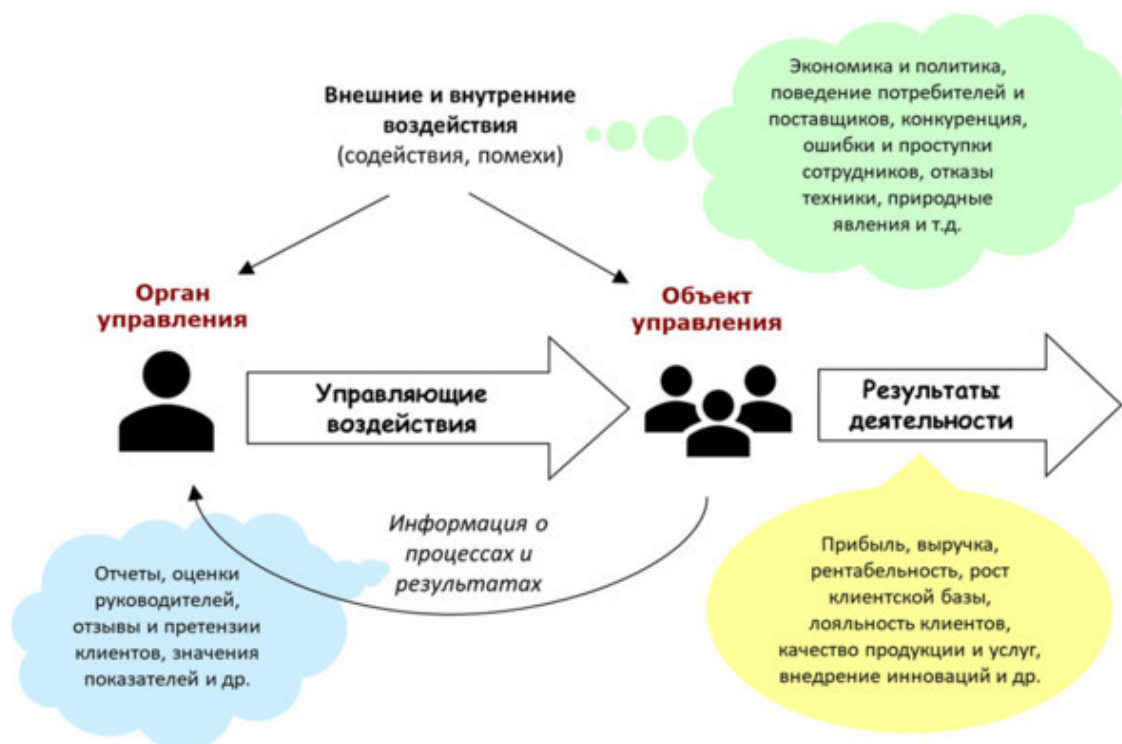 Внешние и внутренние
воздействия
(содействия, помехи)
Экономика и политика,
поведение потребителей и
поставщиков, конкуренция,
ошибки и проступки
сотрудников, отказы
техники, природные
явления и т.д.
Орган
управления
Объект
управления
Управляющие
воздействия
Результаты
деятельности
Информация о
процессах и
результатах
Отчеты, оценки
руководителей,
отзывы и претензии
клиентов, значения
показателей и др.
Прибыль, выручка,
рентабельность, рост
клиентской базы,
лояльность клиентов,
качество продукции и услуг,
внедрение инноваций и др.